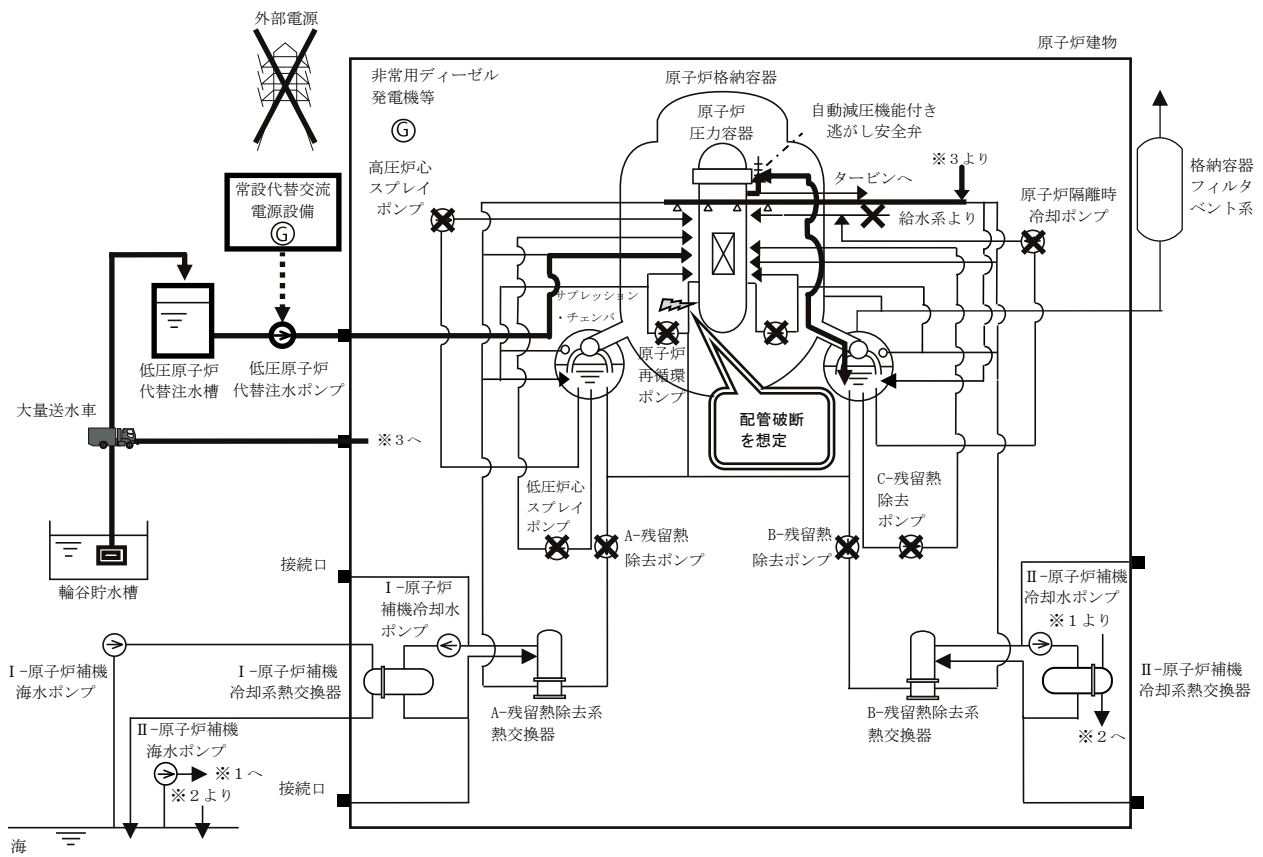 外部電源
原子炉建物
非常用ディーゼル
発電機等
G
原子炉格納容器
原子炉
圧力容器
自動減圧機能付き
逃がし安全弁
※3より
タービンへ
高圧炉心
スプレイ
ポンプ
常設代替交流
電源設備
G
原子炉隔離時
冷却ポンプ
給水系より
格納容器
フィルタ
ベント系
サプレッション
・チェンバ
低圧原子炉
代替注水槽
低圧原子炉
代替注水ポンプ
原子炉
再循環
ポンプ
配管破断
を想定
大量送水車
※3へ
低圧炉心
スプレイ
ポンプ
A-残留熱
除去ポンプ
B-残留熱
除去ポンプ
C-残留熱
除去
ポンプ
輪谷貯水槽
接続口
Ⅰ-原子炉
補機冷却水
ポンプ
Ⅱ-原子炉補機
冷却水ポンプ
※1より
Ⅰ-原子炉補機
海水ポンプ
Ⅰ-原子炉補機
冷却系熱交換器
Ⅱ-原子炉補機
冷却系熱交換器
A-残留熱除去系
熱交換器
B-残留熱除去系
熱交換器
※2へ
Ⅱ-原子炉補機
海水ポンプ
※1へ
※2より
接続口
海